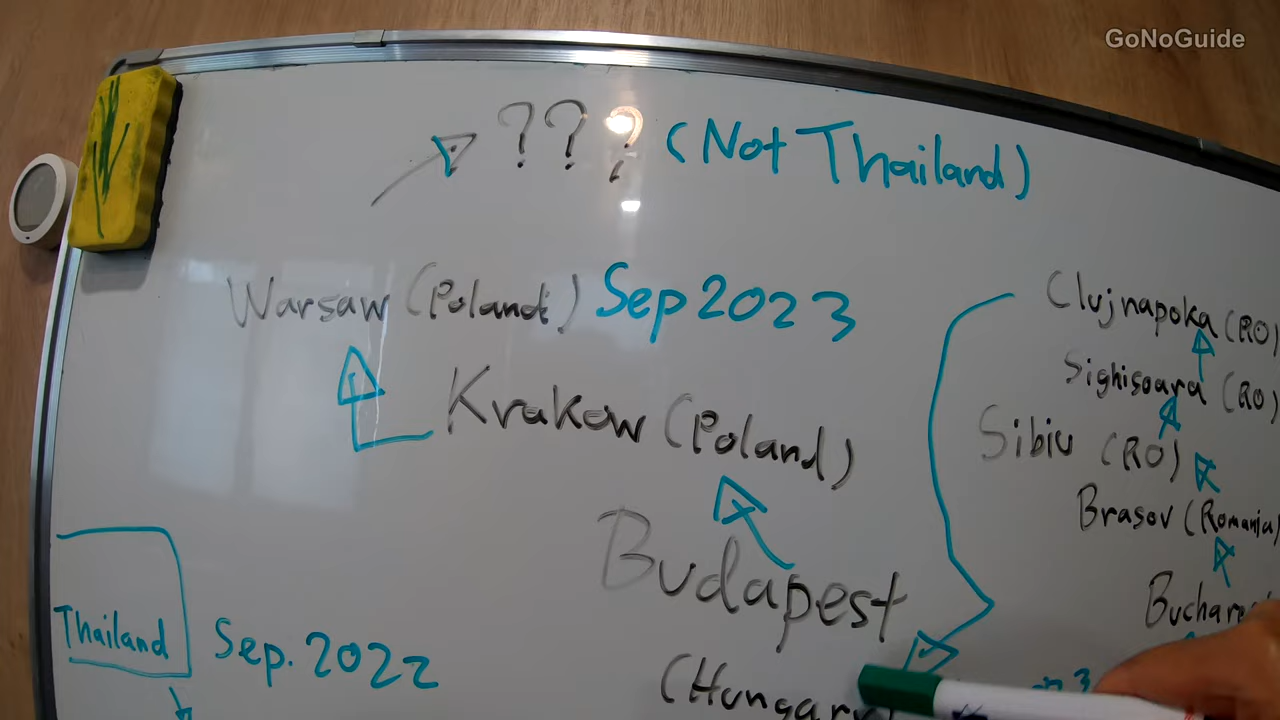 GoNoGuide
??? (Not Thailand)
Warsaw (Poland) Sep 2023
Krakow (Poland)
Budapest
(Hungary)
Clujnapoka (RO)
Sighisoara (RO)
Sibiu (RO)
Brasov (Romania)
Thailand
Sep. 2022